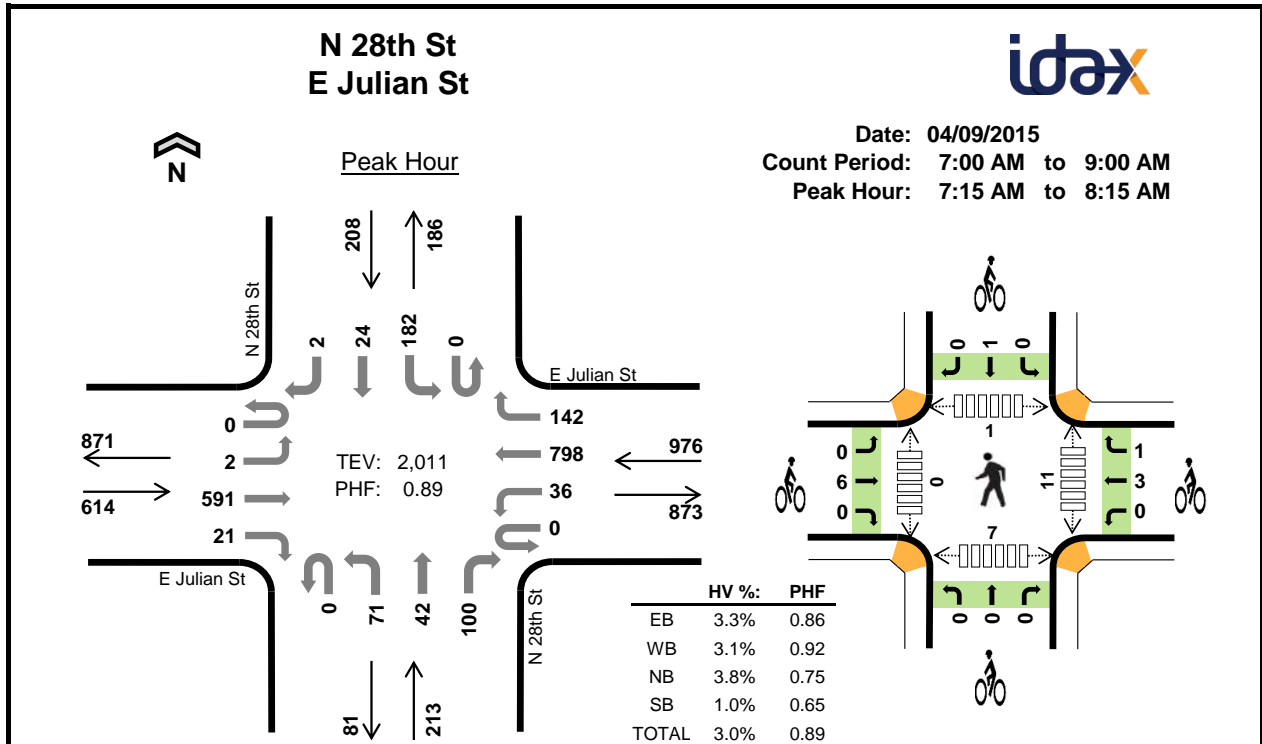 N 28th St
E Julian St
idax
Date: 04/09/2015
Count Period: 7:00 AM to 9:00 AM
Peak Hour: 7:15 AM to 8:15 AM
N
Peak Hour
208
186
N 28th St
2
24
182
0
E Julian St
0
2
591
21
871
614
TEV: 2,011
PHF: 0.89
142
798
36
0
976
873
E Julian St
0
71
42
100
N 28th St
81
213
0 1 0
1
0
6
0
0
11
1
3
0
7
0 0 0
HV %: PHF
EB 3.3% 0.86
WB 3.1% 0.92
NB 3.8% 0.75
SB 1.0% 0.65
TOTAL 3.0% 0.89